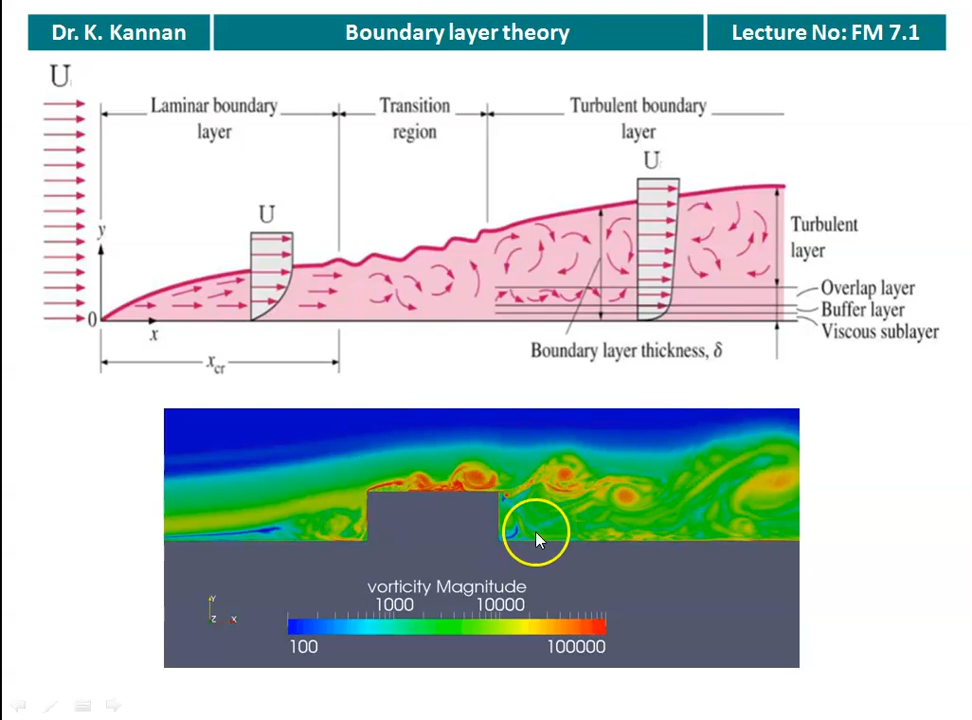 Dr. K. Kannan
Boundary layer theory
Lecture No: FM 7.1
U
Laminar boundary
layer
Transition
region
Turbulent boundary
layer
U
U
y
Turbulent
layer
Overlap layer
Buffer layer
Viscous sublayer
0
x
Boundary layer thickness, δ
xcr
vorticity Magnitude
1000 10000
100 100000
Y
Z X